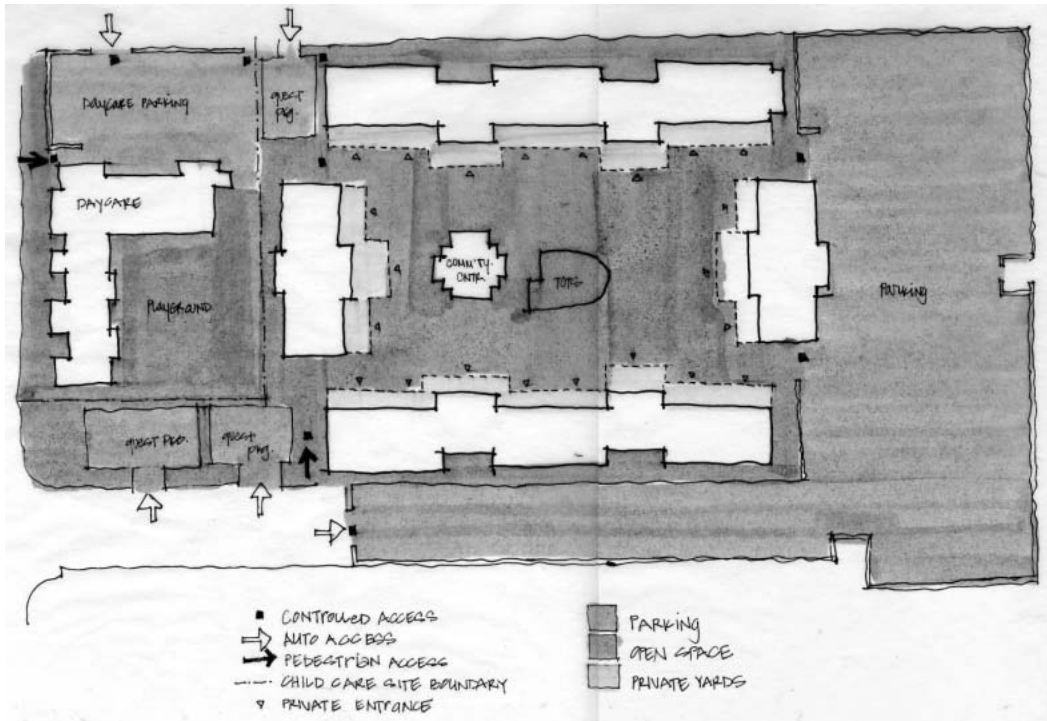 DAYCARE PARKING
GUEST
PKG.
DAYCARE
PLAYGROUND
COMM'TY.
CNTR.
TOTS
PARKING
GUEST PKG.
GUEST
PKG.
CONTROLLED ACCESS
AUTO ACCESS
PEDESTRIAN ACCESS
CHILD CARE SITE BOUNDARY
PRIVATE ENTRANCE
PARKING
OPEN SPACE
PRIVATE YARDS